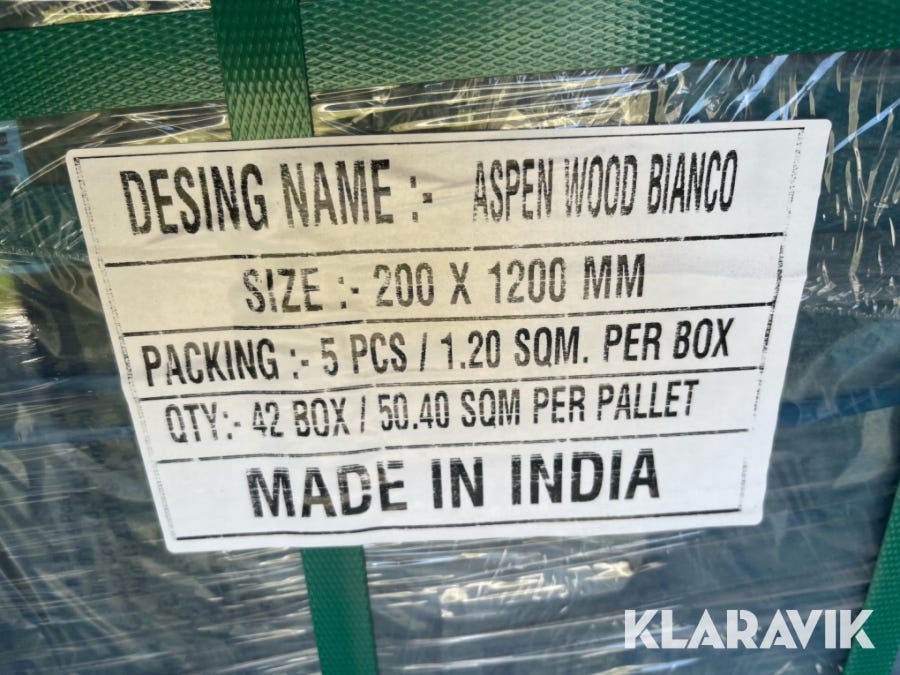 DESING NAME :- ASPEN WOOD BIANCO
SIZE :- 200 X 1200 MM
PACKING :- 5 PCS / 1.20 SQM. PER BOX
QTY:- 42 BOX / 50.40 SQM PER PALLET
MADE IN INDIA
KLARAVIK